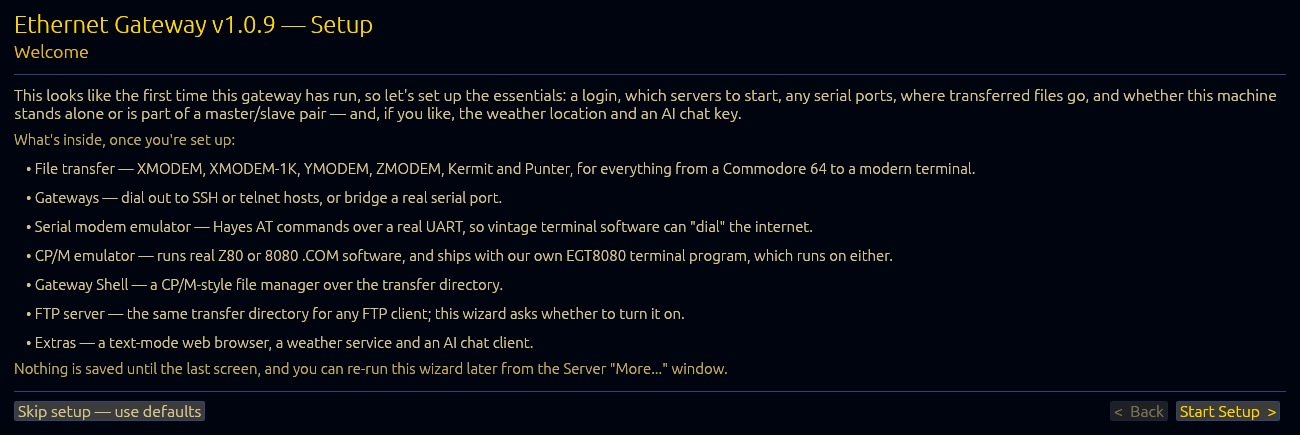 Ethernet Gateway v1.0.9 — Setup
Welcome
This looks like the first time this gateway has run, so let's set up the essentials: a login, which servers to start, any serial ports, where transferred files go, and whether this machine
stands alone or is part of a master/slave pair — and, if you like, the weather location and an AI chat key.
What's inside, once you're set up:
• File transfer — XMODEM, XMODEM-1K, YMODEM, ZMODEM, Kermit and Punter, for everything from a Commodore 64 to a modern terminal.
• Gateways — dial out to SSH or telnet hosts, or bridge a real serial port.
• Serial modem emulator — Hayes AT commands over a real UART, so vintage terminal software can "dial" the internet.
• CP/M emulator — runs real Z80 or 8080 .COM software, and ships with our own EGT8080 terminal program, which runs on either.
• Gateway Shell — a CP/M-style file manager over the transfer directory.
• FTP server — the same transfer directory for any FTP client; this wizard asks whether to turn it on.
• Extras — a text-mode web browser, a weather service and an AI chat client.
Nothing is saved until the last screen, and you can re-run this wizard later from the Server "More..." window.
Skip setup — use defaults
< Back
Start Setup >